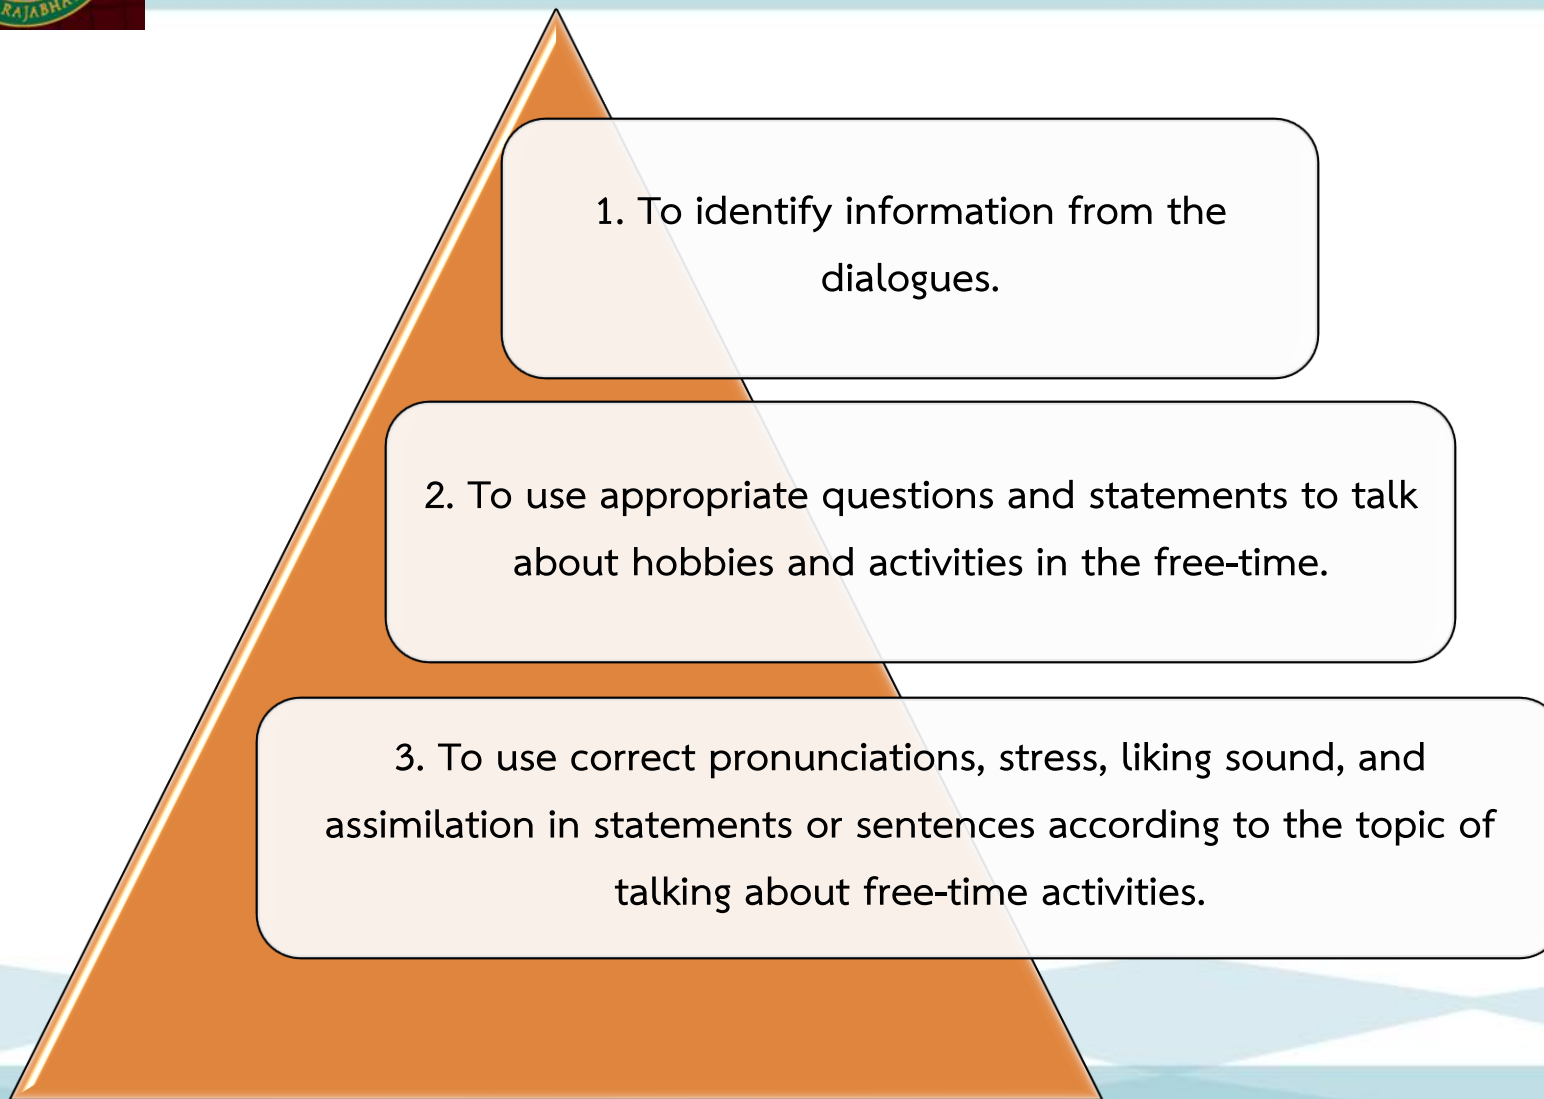 RAJABHA
1. To identify information from the
dialogues.
2. To use appropriate questions and statements to talk
about hobbies and activities in the free-time.
3. To use correct pronunciations, stress, liking sound, and
assimilation in statements or sentences according to the topic of
talking about free-time activities.